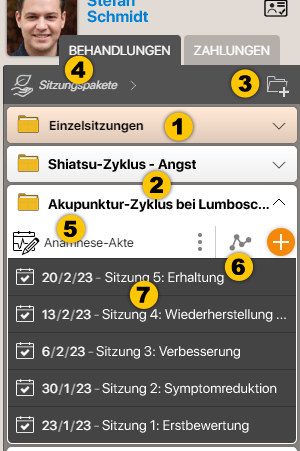 Stefan
Schmidt
BEHANDLUNGEN
ZAHLUNGEN
4
Sitzungspakete
3
Einzelsitzungen
1
Shiatsu-Zyklus - Angst
2
Akupunktur-Zyklus bei Lumbosc...
5
Anamnese-Akte
6
20/2/23 - Sitzung 5: Erhaltung
7
13/2/23 - Sitzung 4: Wiederherstellung ...
6/2/23 - Sitzung 3: Verbesserung
30/1/23 - Sitzung 2: Symptomreduktion
23/1/23 - Sitzung 1: Erstbewertung